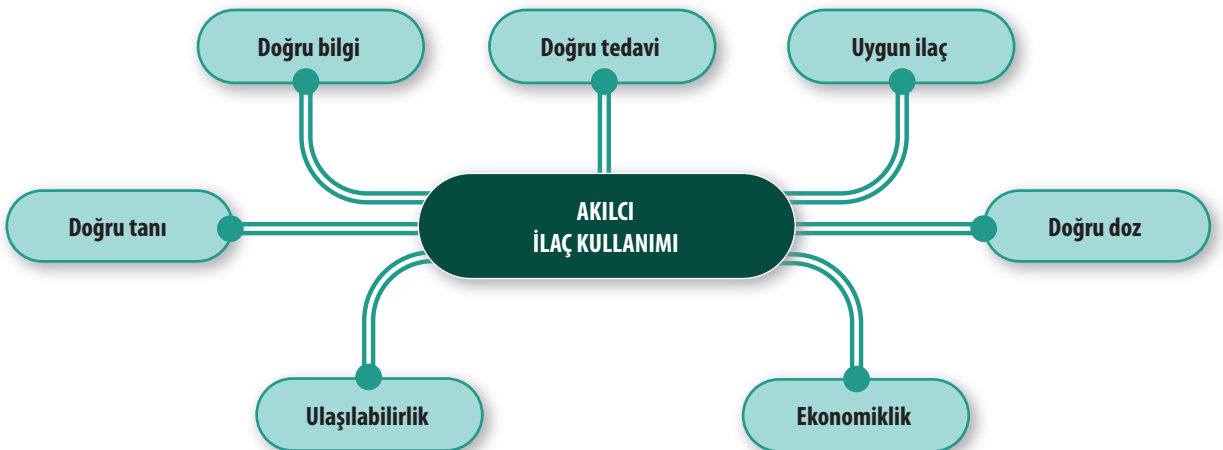 Doğru bilgi
Doğru tedavi
Uygun ilaç
Doğru tanı
AKILCI
İLAÇ KULLANIMI
Doğru doz
Ulaşılabilirlik
Ekonomiklik